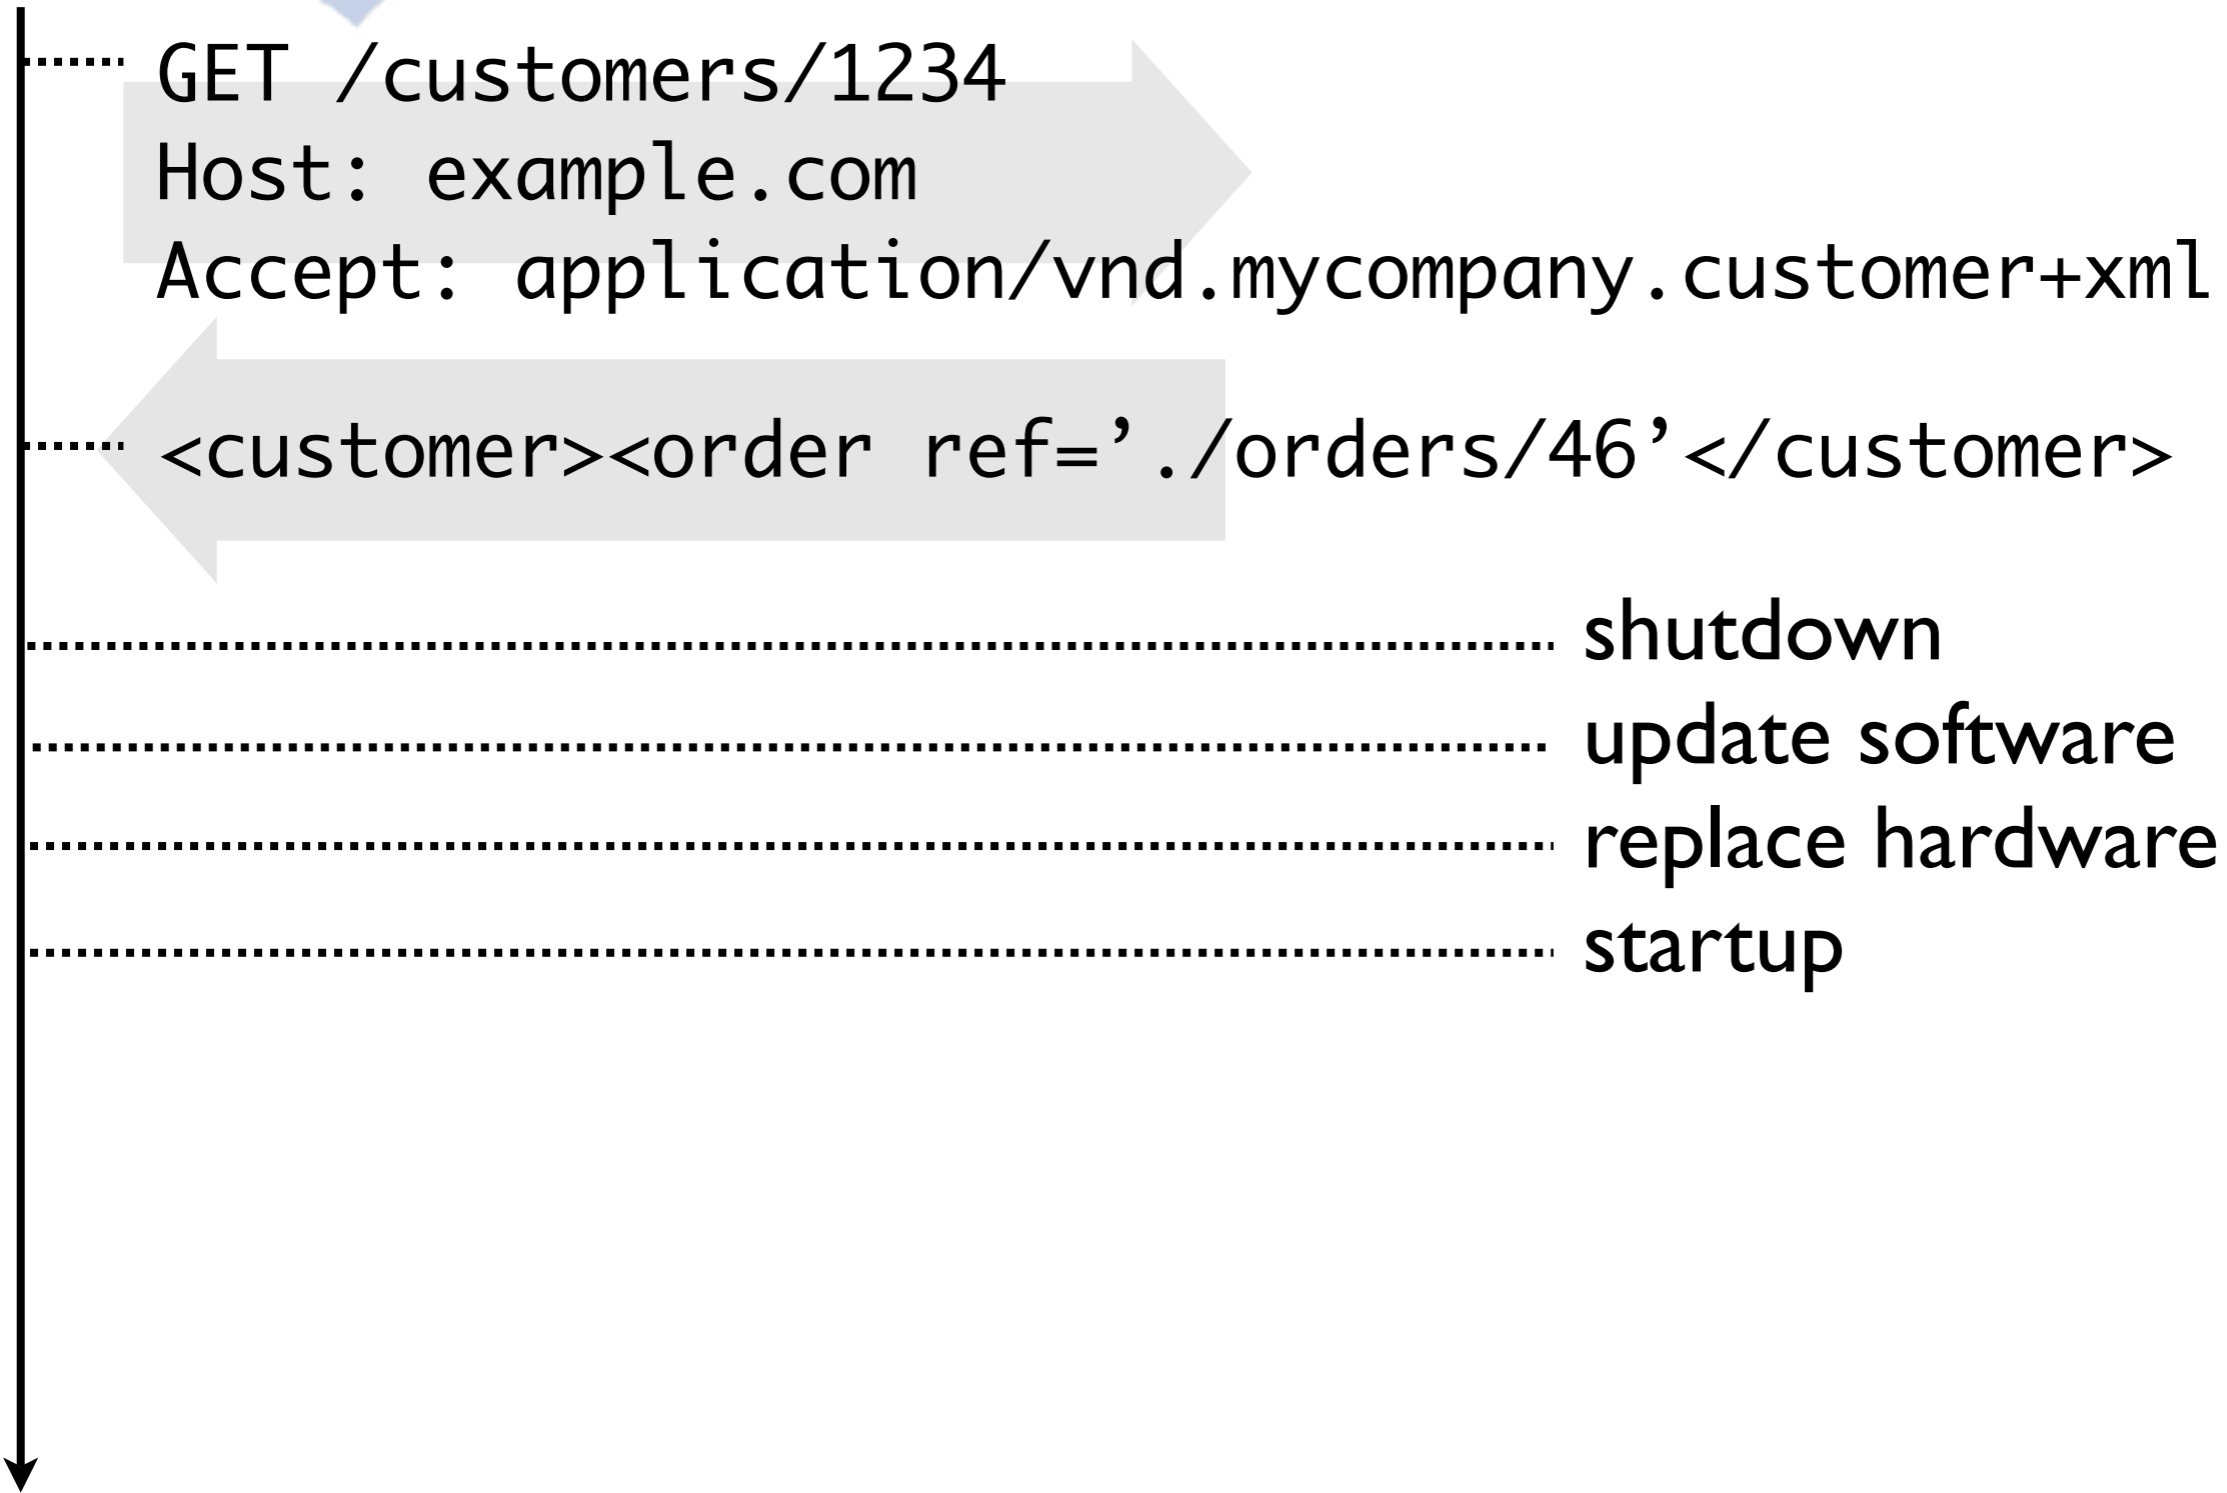 GET /customers/1234
Host: example.com
Accept: application/vnd.mycompany.customer+xml
<customer><order ref=’./orders/46’</customer>
shutdown
update software
replace hardware
startup